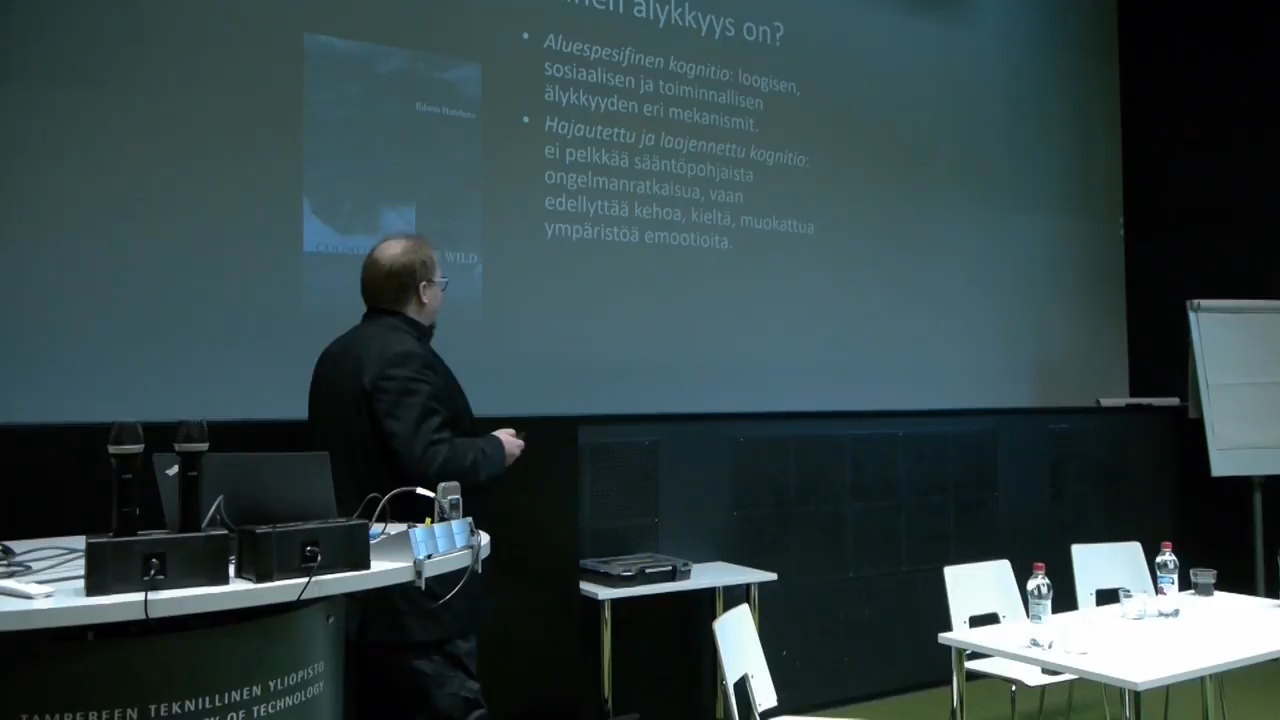 älykkyys on?
• Aluespesifinen kognitio: loogisen,
sosiaalisen ja toiminnallisen
älykkyyden eri mekanismit.
• Hajautettu ja laajennettu kognitio:
ei pelkkää sääntöpohjaista
ongelmanratkaisua, vaan
edellyttää kehoa, kieltä, muokattua
ympäristöä emootioita.
Edwin Hutchins
WILD
TAMPEREEN TEKNILLINEN YLIOPISTO
OF TECHNOLOGY